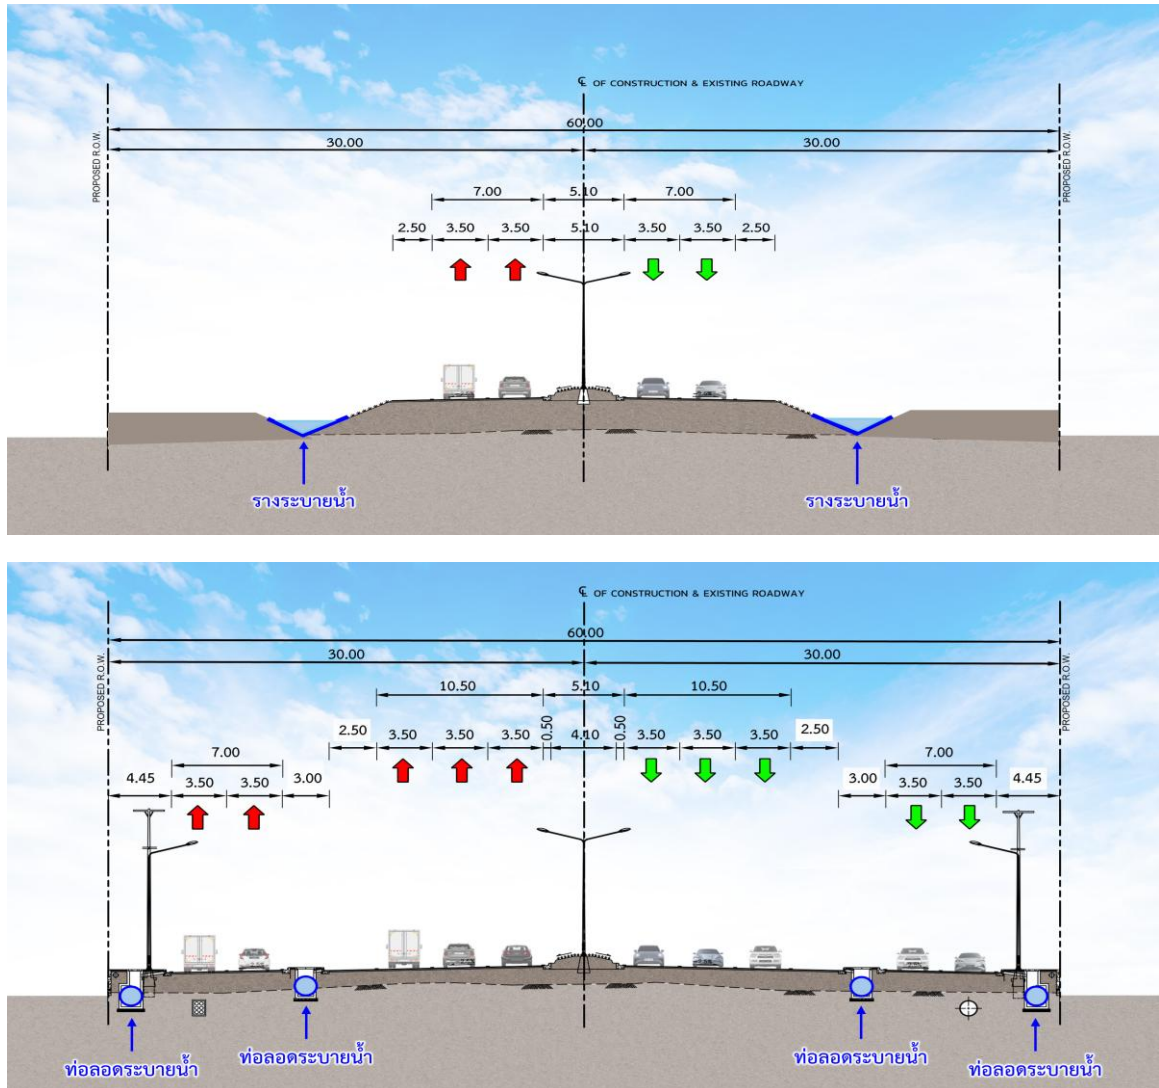 ℄ OF CONSTRUCTION & EXISTING ROADWAY
60.00
30.00 30.00
PROPOSED R.O.W. PROPOSED R.O.W.
7.00 5.10 7.00
2.50 3.50 3.50 5.10 3.50 3.50 2.50
รางระบายน้ำ รางระบายน้ำ
℄ OF CONSTRUCTION & EXISTING ROADWAY
60.00
30.00 30.00
PROPOSED R.O.W. PROPOSED R.O.W.
10.50 5.10 10.50
2.50 3.50 3.50 3.50 0.50 4.10 0.50 3.50 3.50 3.50 2.50
7.00 7.00
4.45 3.50 3.50 3.00 3.00 3.50 3.50 4.45
ท่อลอดระบายน้ำ ท่อลอดระบายน้ำ ท่อลอดระบายน้ำ ท่อลอดระบายน้ำ